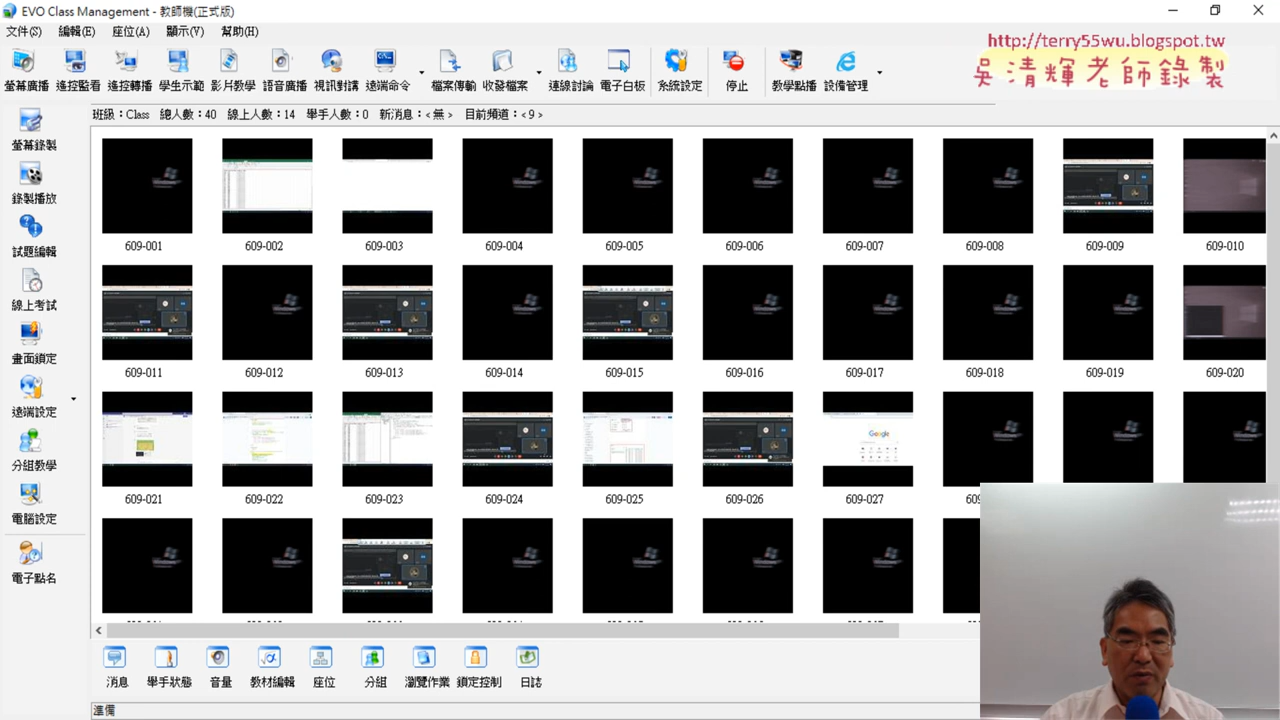 EVO Class Management - 教師機(正式版)
文件(S) 編輯(E) 座位(A) 顯示(V) 幫助(H)
http://terry55wu.blogspot.tw
吳清輝老師錄製
螢幕廣播 遙控監看 遙控轉播 學生示範 影片教學 語音廣播 視訊對講 遠端命令 檔案傳輸 收發檔案 連線討論 電子白板 系統設定 停止 教學點播 設備管理
班級：Class 總人數：40 線上人數：14 舉手人數：0 新消息：< 無 > 目前頻道：< 9 >
螢幕錄製
錄製播放
試題編輯
線上考試
畫面鎖定
遠端設定
分組教學
電腦設定
電子點名
609-001 609-002 609-003 609-004 609-005 609-006 609-007 609-008 609-009 609-010
609-011 609-012 609-013 609-014 609-015 609-016 609-017 609-018 609-019 609-020
Google
609-021 609-022 609-023 609-024 609-025 609-026 609-027
消息 舉手狀態 音量 教材編輯 座位 分組 瀏覽作業 鎖定控制 日誌
準備